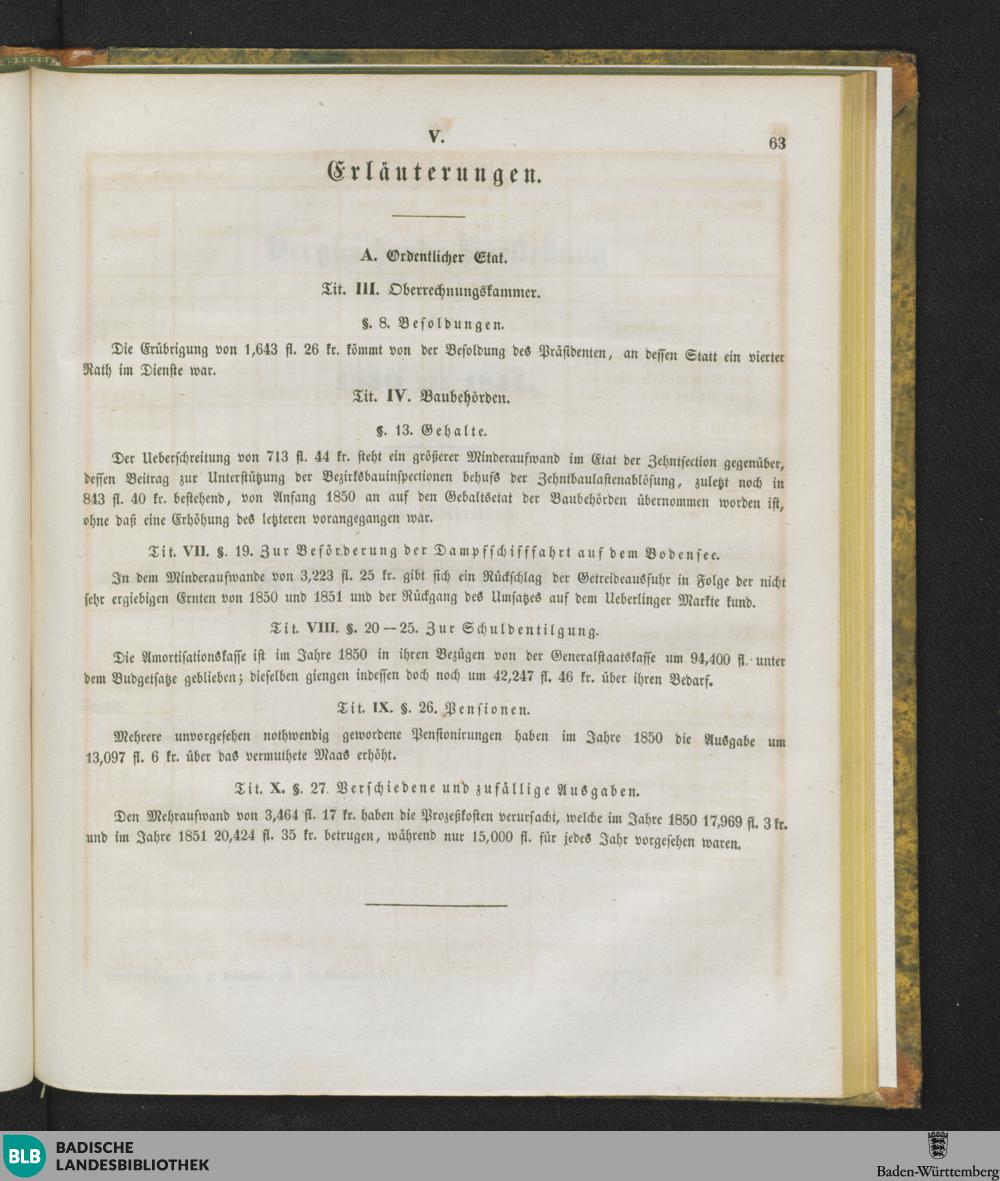 V.
63
Erläuterungen.
A. Ordentlicher Etat.
Tit. III. Oberrechnungskammer.
§. 8. Besoldungen.
Die Erübrigung von 1,643 fl. 26 kr. kömmt von der Besoldung des Präsidenten, an dessen Statt ein vierter
Rath im Dienste war.
Tit. IV. Baubehörden.
§. 13. Gehalte.
Der Ueberschreitung von 713 fl. 44 kr. steht ein größerer Minderaufwand im Etat der Zehntsection gegenüber,
dessen Beitrag zur Unterstützung der Bezirksbauinspectionen behufs der Zehntbaulastenablösung, zuletzt noch in
843 fl. 40 kr. bestehend, von Anfang 1850 an auf den Gehaltsetat der Baubehörden übernommen worden ist,
ohne daß eine Erhöhung des letzteren vorangegangen war.
Tit. VII. §. 19. Zur Beförderung der Dampfschifffahrt auf dem Bodensee.
In dem Minderaufwande von 3,223 fl. 25 kr. gibt sich ein Rückschlag der Getreideausfuhr in Folge der nicht
sehr ergiebigen Ernten von 1850 und 1851 und der Rückgang des Umsatzes auf dem Ueberlinger Markte kund.
Tit. VIII. §. 20—25. Zur Schuldentilgung.
Die Amortisationskasse ist im Jahre 1850 in ihren Bezügen von der Generalstaatskasse um 94,400 fl. unter
dem Budgetsatze geblieben; dieselben giengen indessen doch noch um 42,247 fl. 46 kr. über ihren Bedarf.
Tit. IX. §. 26. Pensionen.
Mehrere unvorgesehen nothwendig gewordene Pensionirungen haben im Jahre 1850 die Ausgabe um
13,097 fl. 6 kr. über das vermuthete Maas erhöht.
Tit. X. §. 27. Verschiedene und zufällige Ausgaben.
Den Mehraufwand von 3,464 fl. 17 kr. haben die Prozeßkosten verursacht, welche im Jahre 1850 17,969 fl. 3 kr.
und im Jahre 1851 20,424 fl. 35 kr. betrugen, während nur 15,000 fl. für jedes Jahr vorgesehen waren.
BLB
BADISCHE
LANDESBIBLIOTHEK
Baden-Württemberg